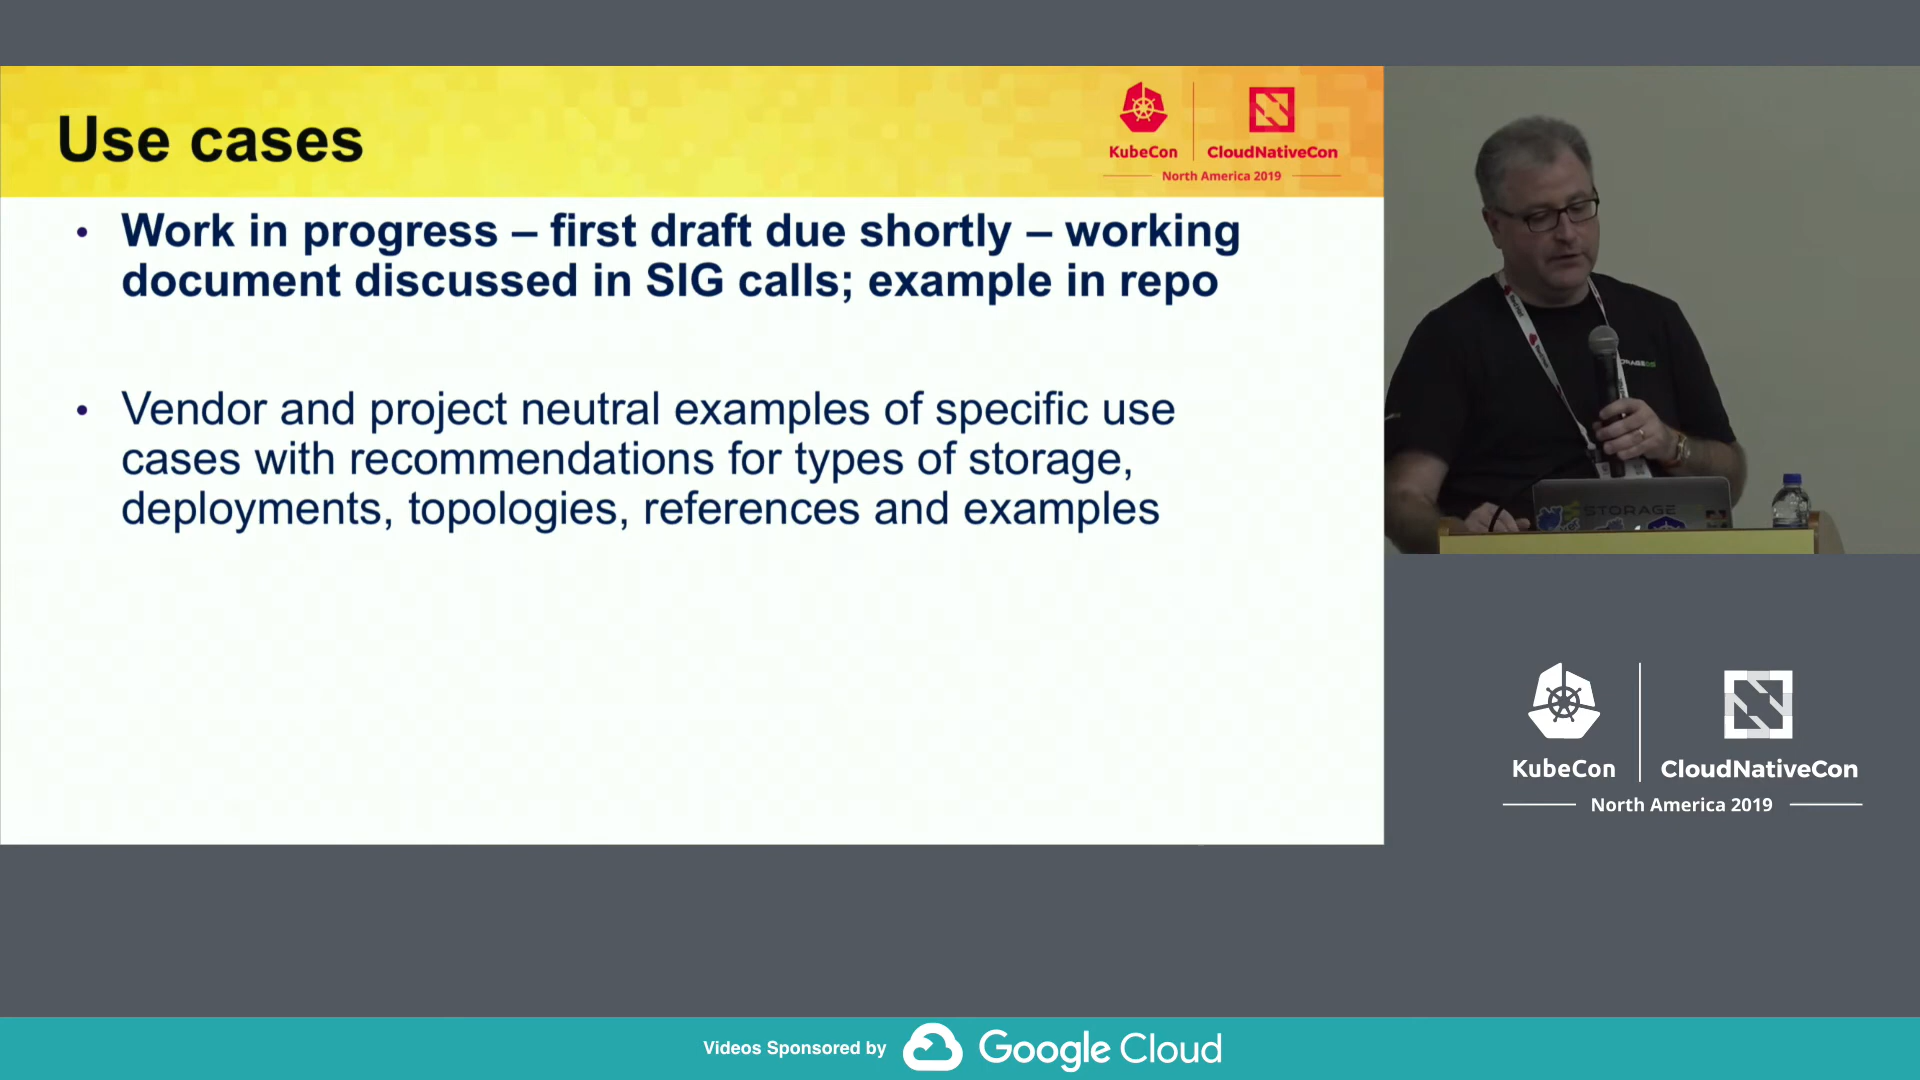 Use cases
KubeCon
CloudNativeCon
North America 2019
• Work in progress – first draft due shortly – working
document discussed in SIG calls; example in repo
• Vendor and project neutral examples of specific use
cases with recommendations for types of storage,
deployments, topologies, references and examples
STORAGE
KubeCon
CloudNativeCon
North America 2019
Videos Sponsored by
Google Cloud